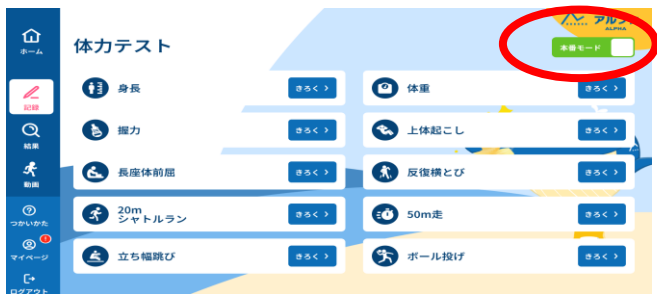 ホーム
記録
結果
動画
つかいかた
マイページ
ログアウト
体力テスト
ALPHA
本番モード
身長
きろく >
体重
きろく >
握力
きろく >
上体起こし
きろく >
長座体前屈
きろく >
反復横とび
きろく >
20m
シャトルラン
きろく >
50m走
きろく >
立ち幅跳び
きろく >
ボール投げ
きろく >